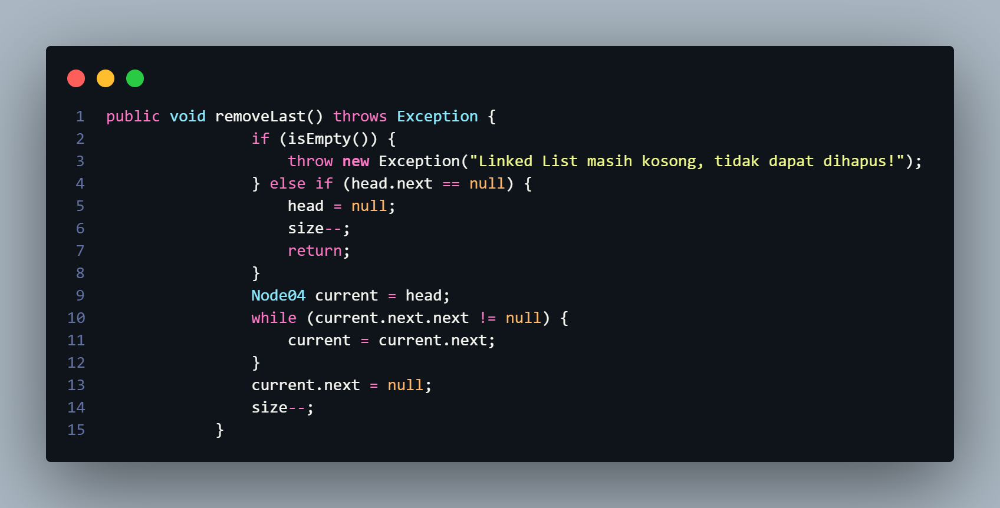 1 public void removeLast() throws Exception {
2 if (isEmpty()) {
3 throw new Exception("Linked List masih kosong, tidak dapat dihapus!");
4 } else if (head.next == null) {
5 head = null;
6 size--;
7 return;
8 }
9 Node04 current = head;
10 while (current.next.next != null) {
11 current = current.next;
12 }
13 current.next = null;
14 size--;
15 }